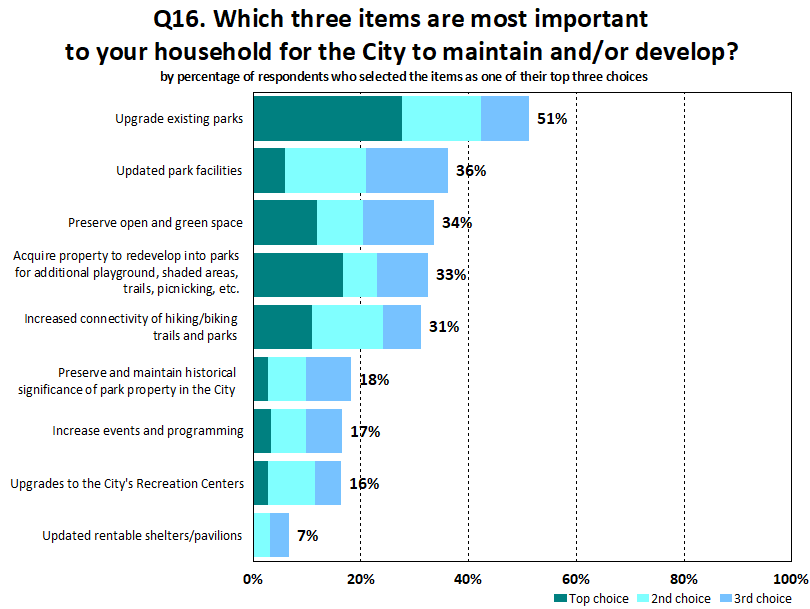 Q16. Which three items are most important
to your household for the City to maintain and/or develop?
by percentage of respondents who selected the items as one of their top three choices
Upgrade existing parks
51%
Updated park facilities
36%
Preserve open and green space
34%
Acquire property to redevelop into parks
for additional playground, shaded areas,
trails, picnicking, etc.
33%
Increased connectivity of hiking/biking
trails and parks
31%
Preserve and maintain historical
significance of park property in the City
18%
Increase events and programming
17%
Upgrades to the City's Recreation Centers
16%
Updated rentable shelters/pavilions
7%
0% 20% 40% 60% 80% 100%
Top choice 2nd choice 3rd choice